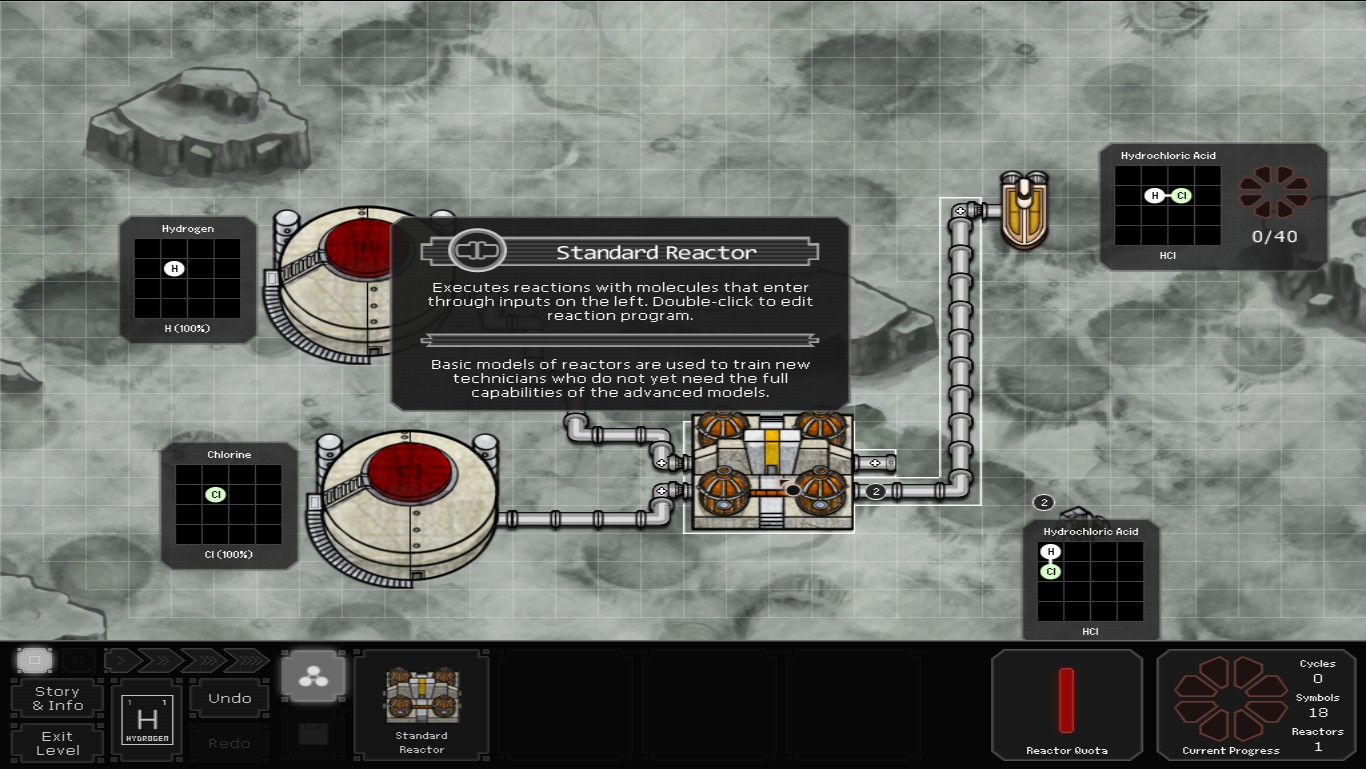 Hydrochloric Acid
H Cl
0/40
HCl
Hydrogen
H
H (100%)
Standard Reactor
Executes reactions with molecules that enter
through inputs on the left. Double-click to edit
reaction program.
Basic models of reactors are used to train new
technicians who do not yet need the full
capabilities of the advanced models.
Chlorine
Cl
Cl (100%)
2
2
Hydrochloric Acid
H
Cl
HCl
Story
& Info
Exit
Level
1 1
H
HYDROGEN
Undo
Redo
Standard
Reactor
Reactor Quota
Current Progress
Cycles
0
Symbols
18
Reactors
1